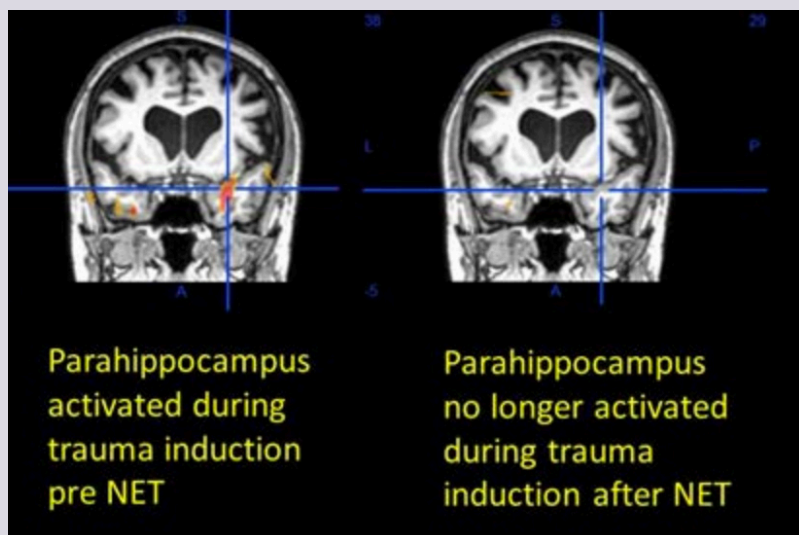 S
38
S
29
L
P
A
-5
A
Parahippocampus
activated during
trauma induction
pre NET
Parahippocampus
no longer activated
during trauma
induction after NET